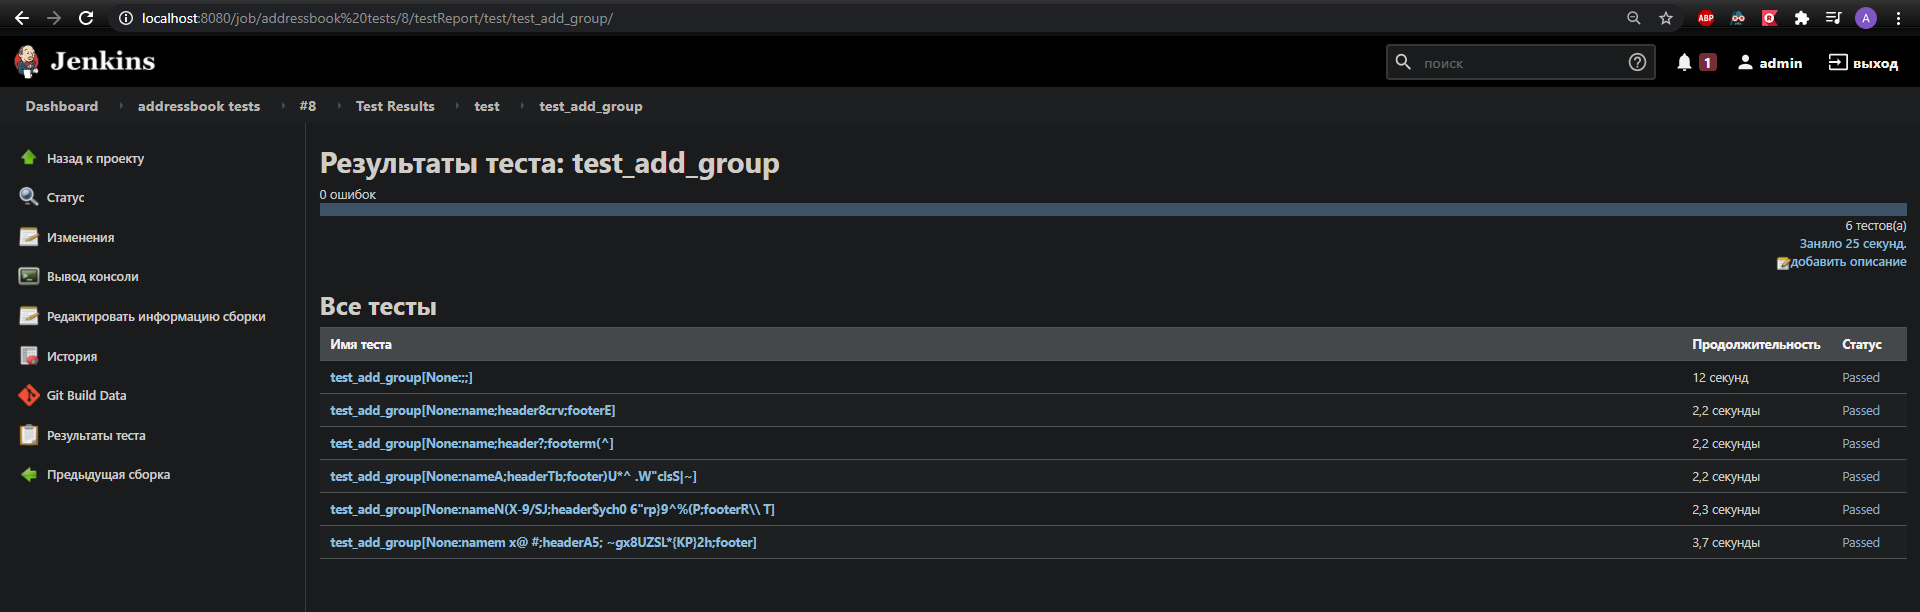 localhost:8080/job/addressbook%20tests/8/testReport/test/test_add_group/
ABP
A
Jenkins
поиск
1
admin
выход
Dashboard addressbook tests #8 Test Results test test_add_group
Назад к проекту
Статус
Изменения
Вывод консоли
Редактировать информацию сборки
История
Git Build Data
Результаты теста
Предыдущая сборка
Результаты теста: test_add_group
0 ошибок
6 тестов(а)
Заняло 25 секунд.
добавить описание
Все тесты
Имя теста Продолжительность Статус
test_add_group[None:;;] 12 секунд Passed
test_add_group[None:name;header8crv;footerE] 2,2 секунды Passed
test_add_group[None:name;header?;footerm(^] 2,2 секунды Passed
test_add_group[None:nameA;headerTb;footer)U*^ .W"clsS|~] 2,2 секунды Passed
test_add_group[None:nameN(X-9/SJ;header$ych0 6"rp}9^%(P;footerR\\ T] 2,3 секунды Passed
test_add_group[None:namem x@ #;headerA5; ~gx8UZSL*{KP}2h;footer] 3,7 секунды Passed